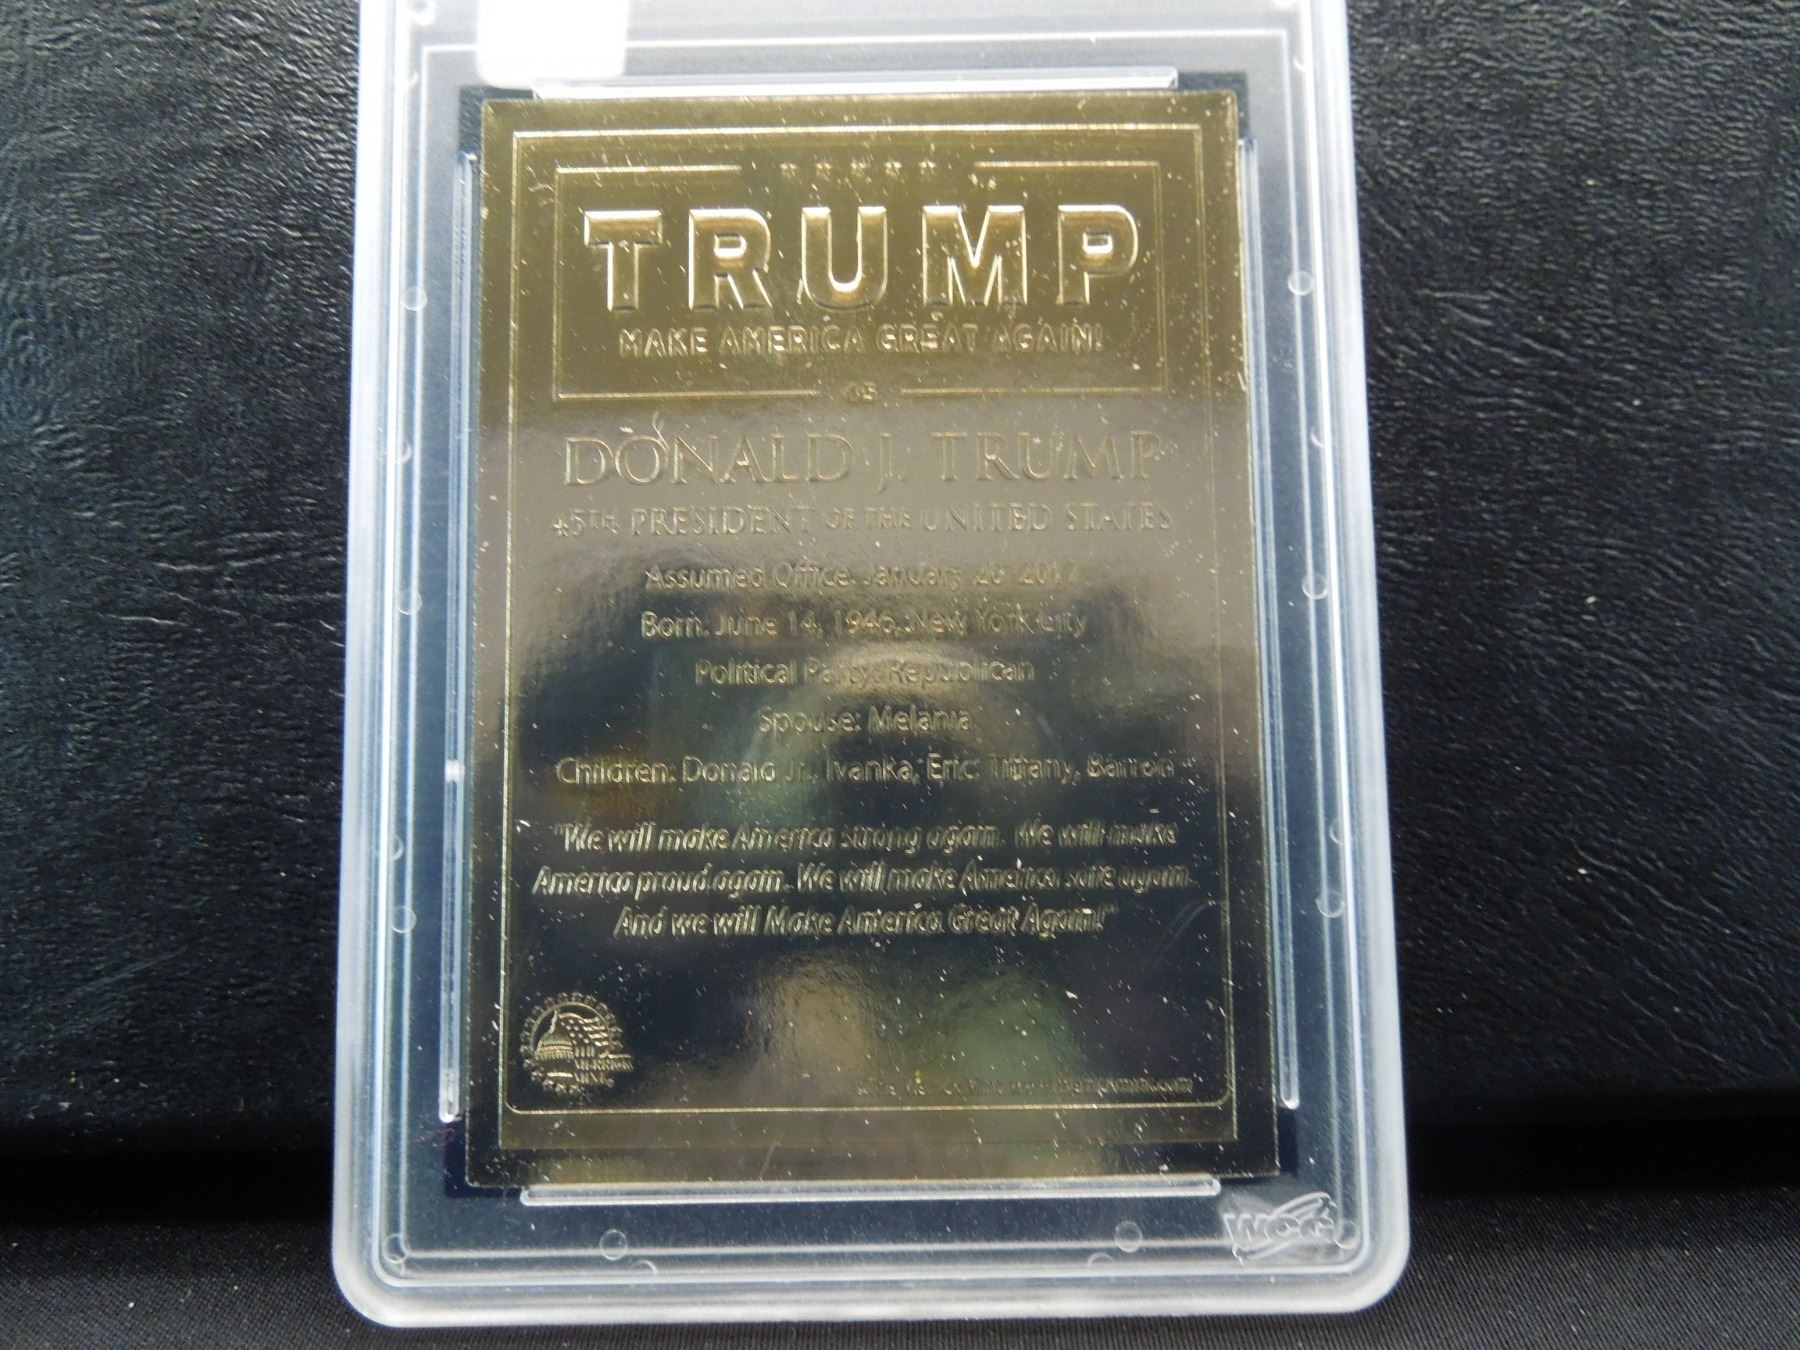 TRUMP
MAKE AMERICA GREAT AGAIN!
45
DONALD J. TRUMP
45TH PRESIDENT OF THE UNITED STATES
Assumed Office: January 20 2017
Born: June 14, 1946, New York City
Political Party: Republican
Spouse: Melania
Children: Donald Jr., Ivanka, Eric, Tiffany, Barron
"We will make America strong again. We will make
America proud again. We will make America safe again.
And we will Make America Great Again!"
WCG